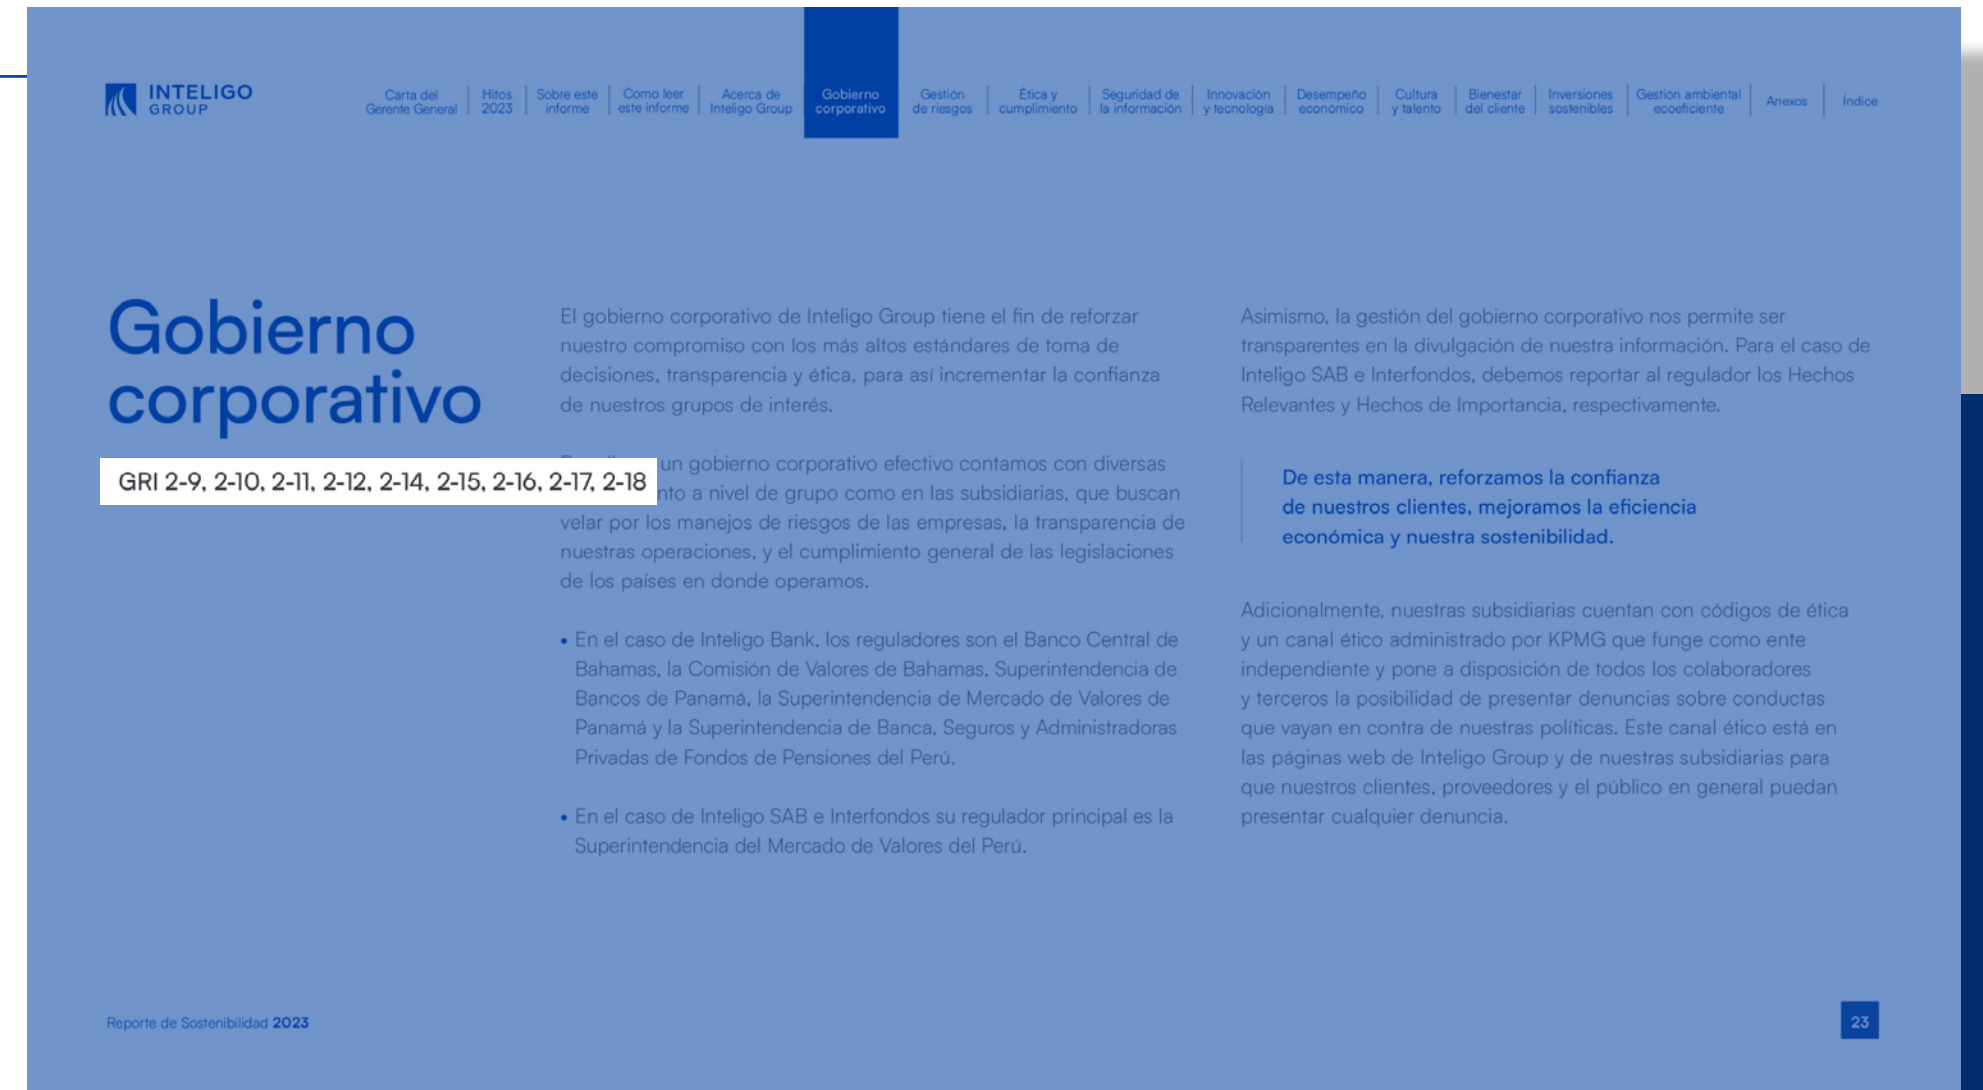 INTELIGO
GROUP
Carta del
Gerente General
Hitos
2023
Sobre este
informe
Como leer
este informe
Acerca de
Inteligo Group
Gobierno
corporativo
Gestión
de riesgos
Ética y
cumplimiento
Seguridad de
la información
Innovación
y tecnología
Desempeño
económico
Cultura
y talento
Bienestar
del cliente
Inversiones
sostenibles
Gestión ambiental
ecoeficiente
Anexos
Índice
Gobierno
corporativo
GRI 2-9, 2-10, 2-11, 2-12, 2-14, 2-15, 2-16, 2-17, 2-18
El gobierno corporativo de Inteligo Group tiene el fin de reforzar
nuestro compromiso con los más altos estándares de toma de
decisiones, transparencia y ética, para así incrementar la confianza
de nuestros grupos de interés.
un gobierno corporativo efectivo contamos con diversas
a nivel de grupo como en las subsidiarias, que buscan
velar por los manejos de riesgos de las empresas, la transparencia de
nuestras operaciones, y el cumplimiento general de las legislaciones
de los países en donde operamos.
• En el caso de Inteligo Bank, los reguladores son el Banco Central de
Bahamas, la Comisión de Valores de Bahamas, Superintendencia de
Bancos de Panamá, la Superintendencia de Mercado de Valores de
Panamá y la Superintendencia de Banca, Seguros y Administradoras
Privadas de Fondos de Pensiones del Perú.
• En el caso de Inteligo SAB e Interfondos su regulador principal es la
Superintendencia del Mercado de Valores del Perú.
Asimismo, la gestión del gobierno corporativo nos permite ser
transparentes en la divulgación de nuestra información. Para el caso de
Inteligo SAB e Interfondos, debemos reportar al regulador los Hechos
Relevantes y Hechos de Importancia, respectivamente.
De esta manera, reforzamos la confianza
de nuestros clientes, mejoramos la eficiencia
económica y nuestra sostenibilidad.
Adicionalmente, nuestras subsidiarias cuentan con códigos de ética
y un canal ético administrado por KPMG que funge como ente
independiente y pone a disposición de todos los colaboradores
y terceros la posibilidad de presentar denuncias sobre conductas
que vayan en contra de nuestras políticas. Este canal ético está en
las páginas web de Inteligo Group y de nuestras subsidiarias para
que nuestros clientes, proveedores y el público en general puedan
presentar cualquier denuncia.
Reporte de Sostenibilidad 2023
23